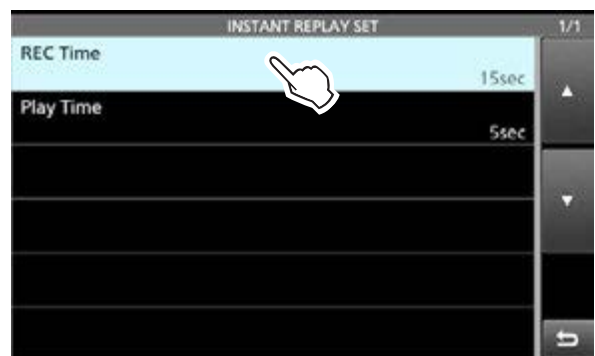 INSTANT REPLAY SET 1/1
REC Time
15sec
Play Time
5sec